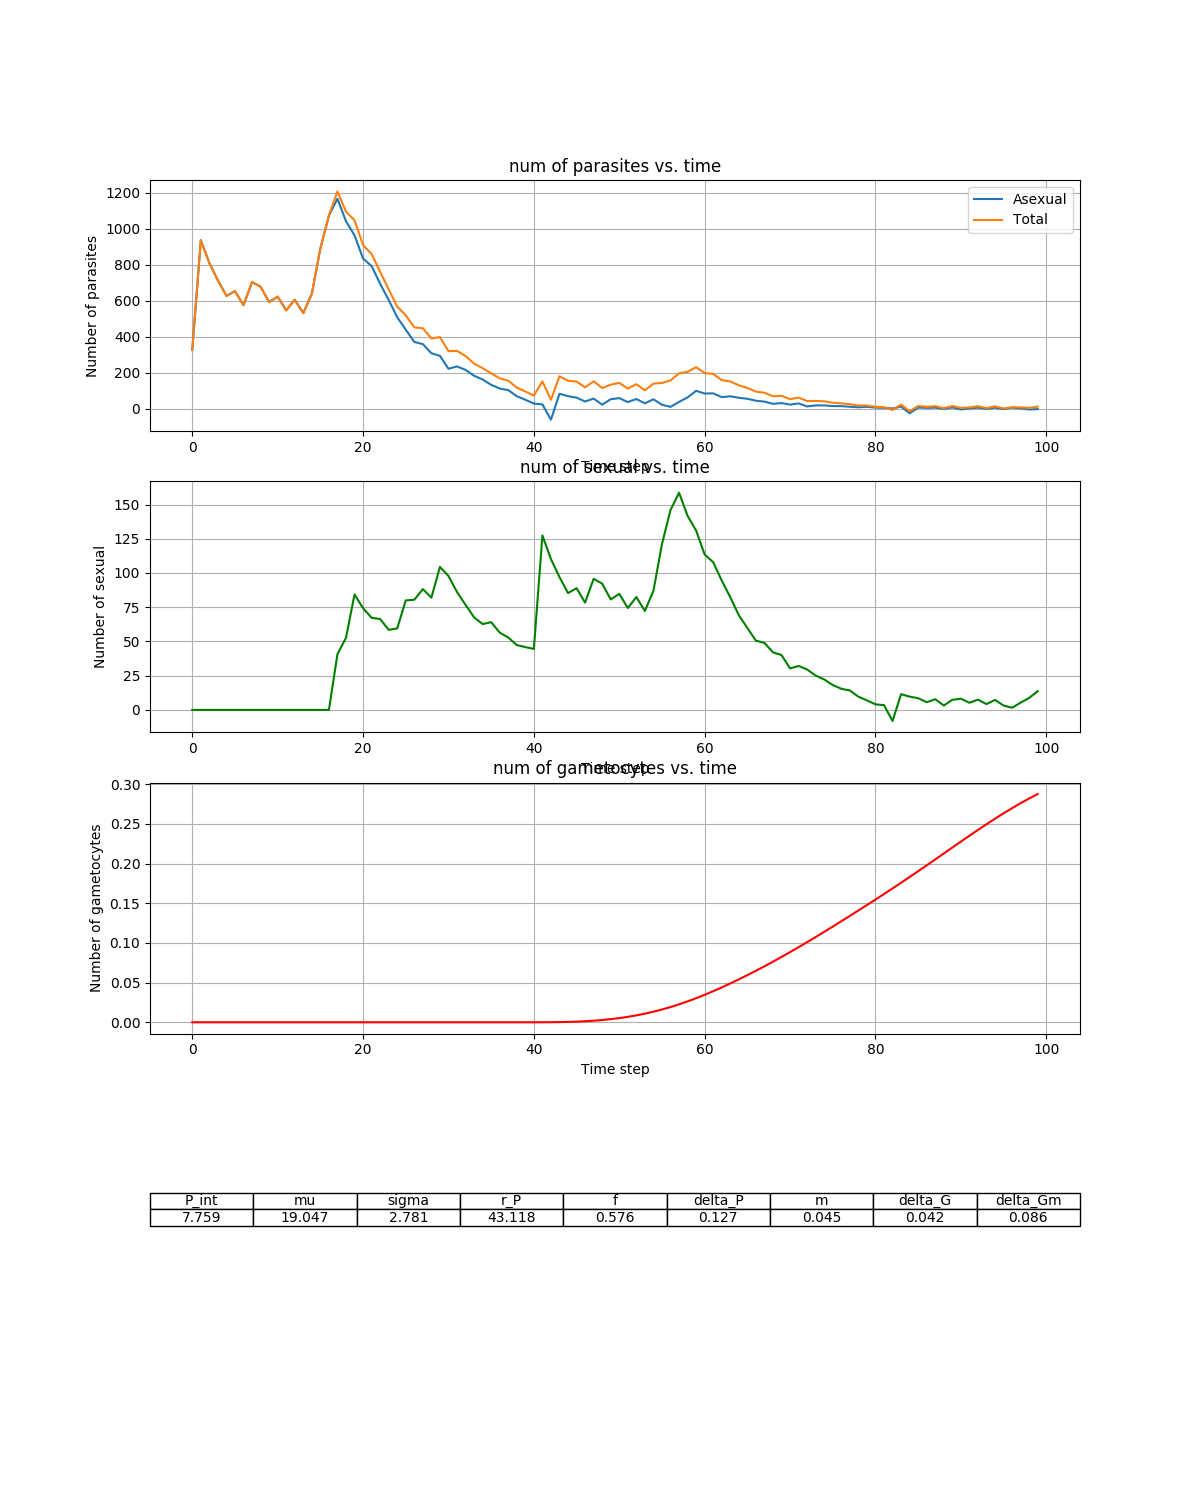 num of parasites vs. time
Asexual
Total
Number of parasites
1200
1000
800
600
400
200
0
0 20 40 60 80 100
Time step
num of sexual vs. time
Number of sexual
150
125
100
75
50
25
0
0 20 40 60 80 100
Time step
num of gametocytes vs. time
Number of gametocytes
0.30
0.25
0.20
0.15
0.10
0.05
0.00
0 20 40 60 80 100
Time step
P_int mu sigma r_P f delta_P m delta_G delta_Gm
7.759 19.047 2.781 43.118 0.576 0.127 0.045 0.042 0.086